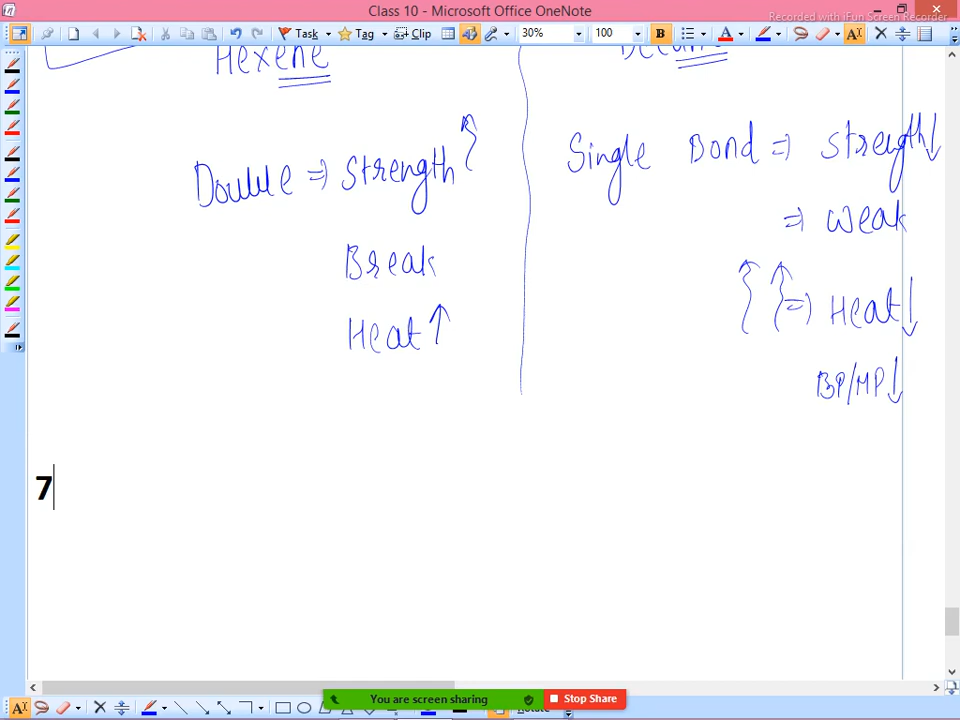 Class 10 - Microsoft Office OneNote
Recorded with iFun Screen Recorder
Task Tag Clip 30% 100 B A
Hexene
Double ⇒ Strength ↑
Break
Heat ↑
Single Bond ⇒ Strength ↓
⇒ Weak
↑ ↑ ⇒ Heat ↓
BP/MP ↓
7
You are screen sharing
Stop Share